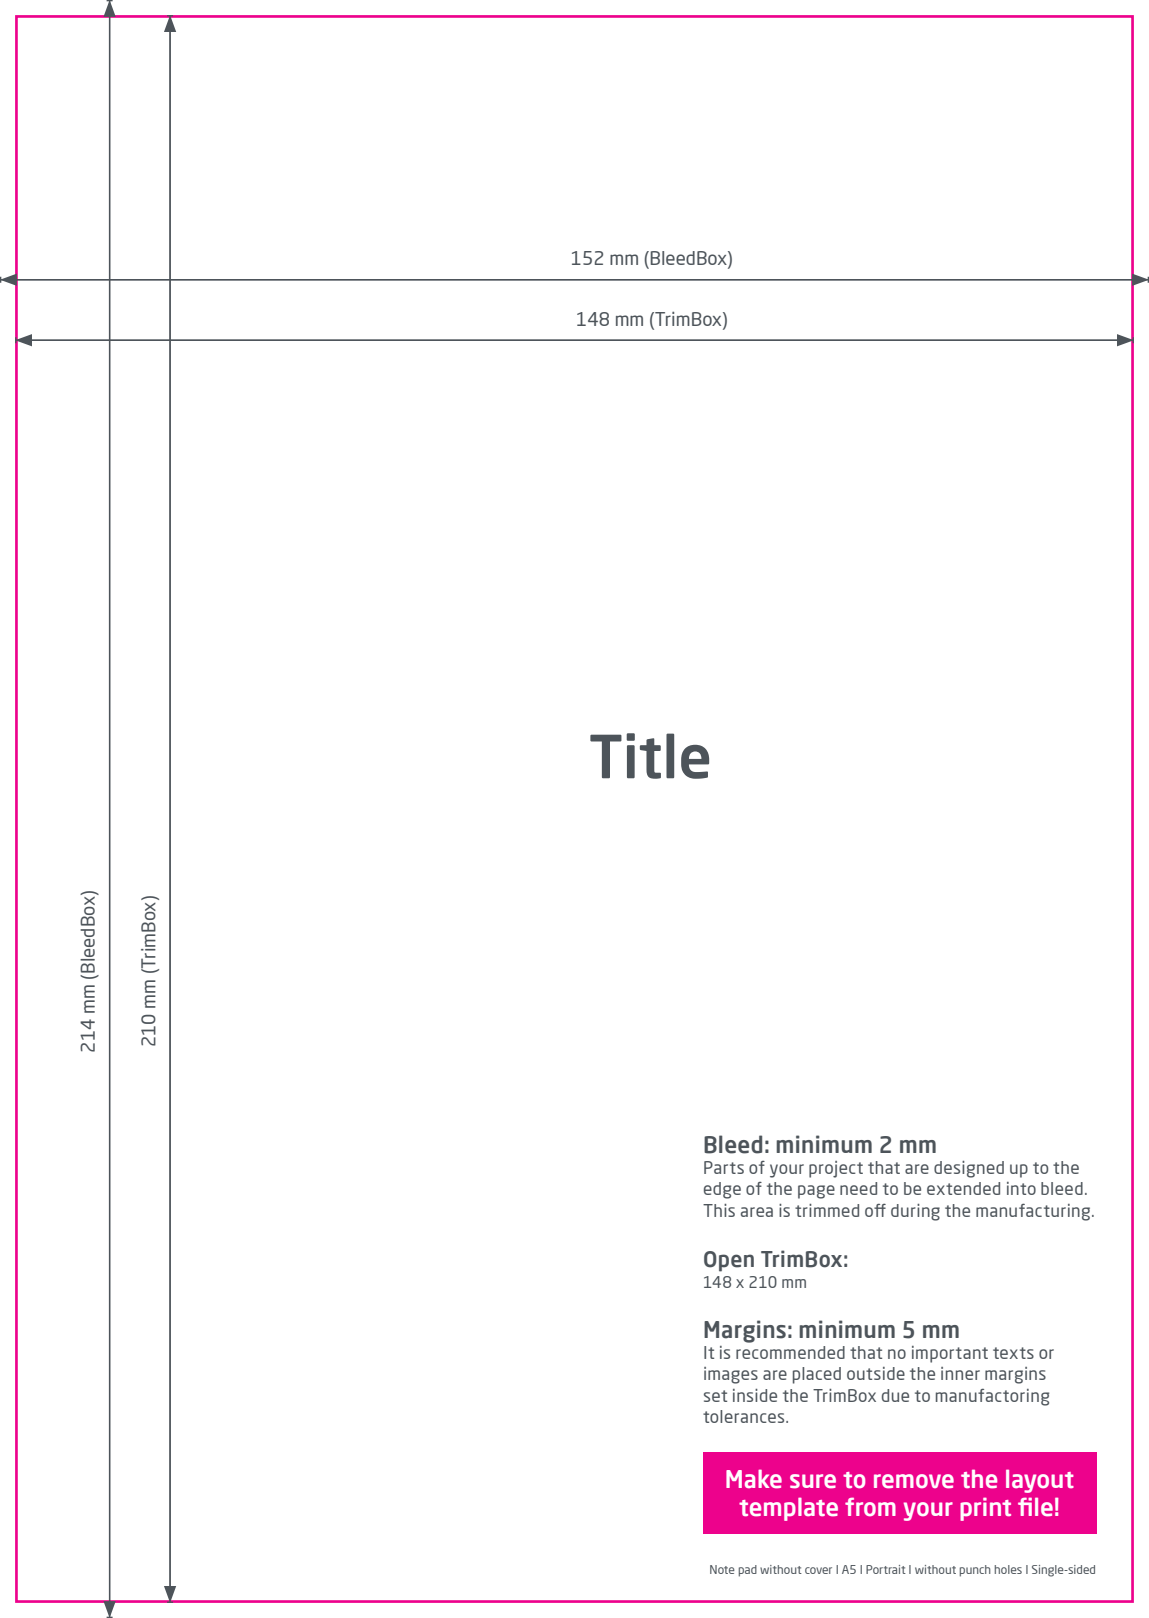 152 mm (BleedBox)
148 mm (TrimBox)
Title
214 mm (BleedBox)
210 mm (TrimBox)
Bleed: minimum 2 mm
Parts of your project that are designed up to the
edge of the page need to be extended into bleed.
This area is trimmed off during the manufacturing.
Open TrimBox:
148 x 210 mm
Margins: minimum 5 mm
It is recommended that no important texts or
images are placed outside the inner margins
set inside the TrimBox due to manufactoring
tolerances.
Make sure to remove the layout
template from your print file!
Note pad without cover I A5 I Portrait I without punch holes I Single-sided